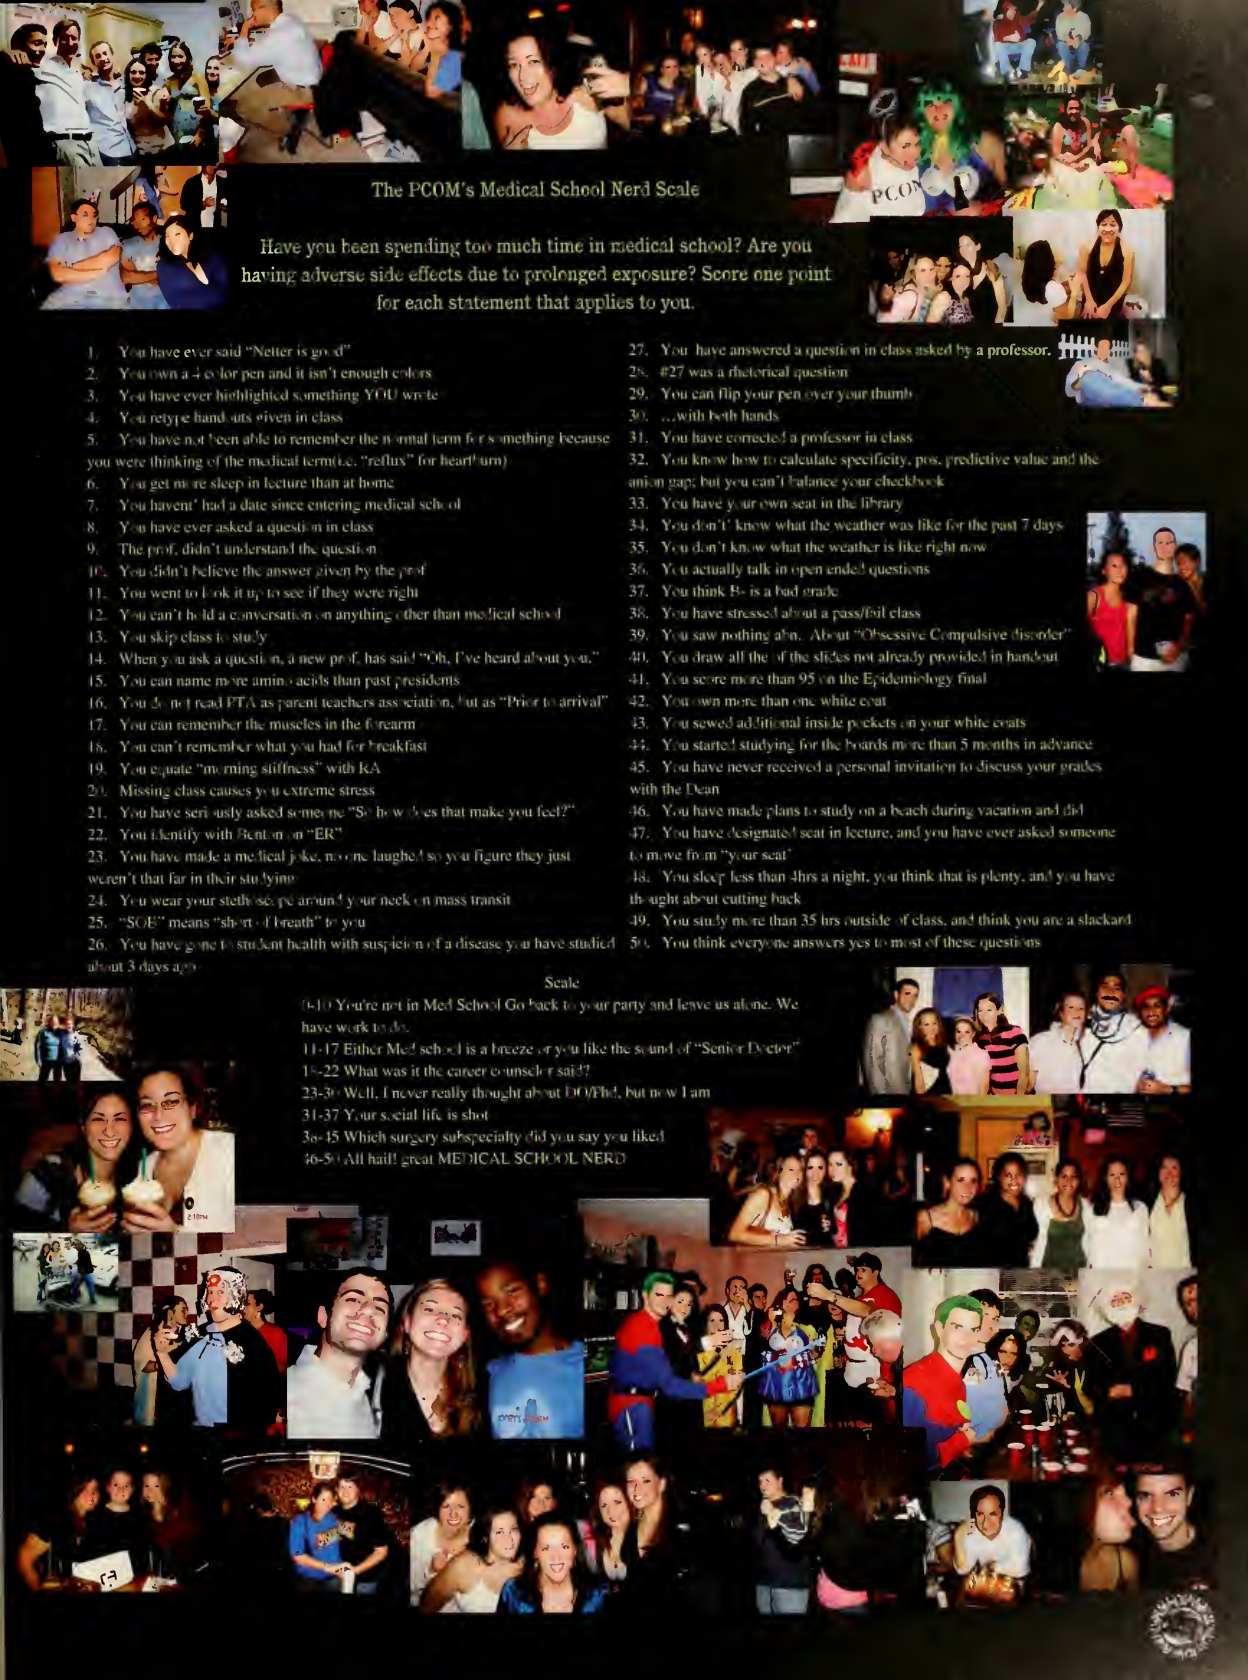 PCOM
The PCOM's Medical School Nerd Scale
Have you been spending too much time in medical school? Are you
having adverse side effects due to prolonged exposure? Score one point
for each statement that applies to you.
1. You have ever said "Netter is good"
2. You own a 4 color pen and it isn't enough colors
3. You have ever highlighted something YOU wrote
4. You retype handouts given in class
5. You have not been able to remember the normal term for something because
you were thinking of the medical term(i.e. "reflux" for heartburn)
6. You get more sleep in lecture than at home
7. You havent' had a date since entering medical school
8. You have ever asked a question in class
9. The prof. didn't understand the question
10. You didn't believe the answer given by the prof
11. You went to look it up to see if they were right
12. You can't hold a conversation on anything other than medical school
13. You skip class to study
14. When you ask a question, a new prof. has said "Oh, I've heard about you."
15. You can name more amino acids than past presidents
16. You do not read PTA as parent teachers association, but as "Prior to arrival"
17. You can remember the muscles in the forearm
18. You can't remember what you had for breakfast
19. You equate "morning stiffness" with RA
20. Missing class causes you extreme stress
21. You have seriously asked someone "So how does that make you feel?"
22. You identify with Benton on "ER"
23. You have made a medical joke, no one laughed so you figure they just
weren't that far in their studying
24. You wear your stethoscope around your neck on mass transit
25. "SOB" means "short of breath" to you
26. You have gone to student health with suspicion of a disease you have studied
about 3 days ago
27. You have answered a question in class asked by a professor.
28. #27 was a rhetorical question
29. You can flip your pen over your thumb
30. ...with both hands
31. You have corrected a professor in class
32. You know how to calculate specificity, pos. predictive value and the
anion gap; but you can't balance your checkbook
33. You have your own seat in the library
34. You don't' know what the weather was like for the past 7 days
35. You don't know what the weather is like right now
36. You actually talk in open ended questions
37. You think B- is a bad grade
38. You have stressed about a pass/fail class
39. You saw nothing abn. About "Obsessive Compulsive disorder"
40. You draw all the of the slides not already provided in handout
41. You score more than 95 on the Epidemiology final
42. You own more than one white coat
43. You sewed additional inside pockets on your white coats
44. You started studying for the boards more than 5 months in advance
45. You have never received a personal invitation to discuss your grades
with the Dean
46. You have made plans to study on a beach during vacation and did
47. You have designated seat in lecture, and you have ever asked someone
to move from "your seat'
48. You sleep less than 4hrs a night, you think that is plenty, and you have
thought about cutting back
49. You study more than 35 hrs outside of class, and think you are a slackard
50. You think everyone answers yes to most of these questions
Scale
0-10 You're not in Med School Go back to your party and leave us alone. We
have work to do.
11-17 Either Med school is a breeze or you like the sound of "Senior Doctor"
18-22 What was it the career counselor said?
23-30 Well, I never really thought about DO/Phd, but now I am
31-37 Your social life is shot
38-45 Which surgery subspecialty did you say you liked
46-50 All hail! great MEDICAL SCHOOL NERD